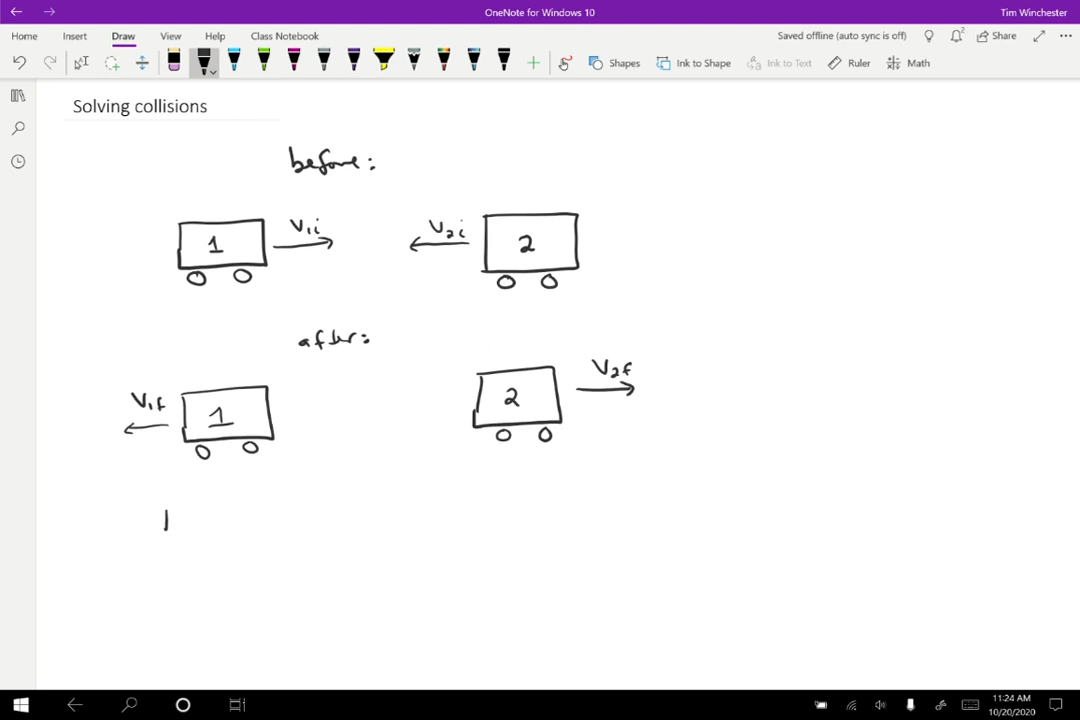 OneNote for Windows 10
Tim Winchester
Home Insert Draw View Help Class Notebook
Saved offline (auto sync is off) Share
Shapes Ink to Shape Ink to Text Ruler Math
Solving collisions
before:
1 V1i V2i 2
after:
V1f 1 2 V2f
11:24 AM
10/20/2020